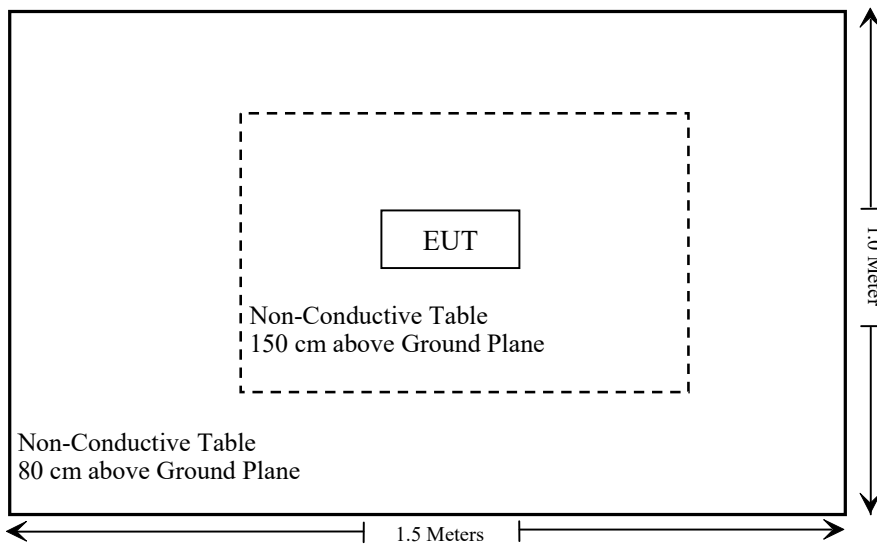 EUT
Non-Conductive Table
150 cm above Ground Plane
Non-Conductive Table
80 cm above Ground Plane
1.5 Meters
1.0 Meter